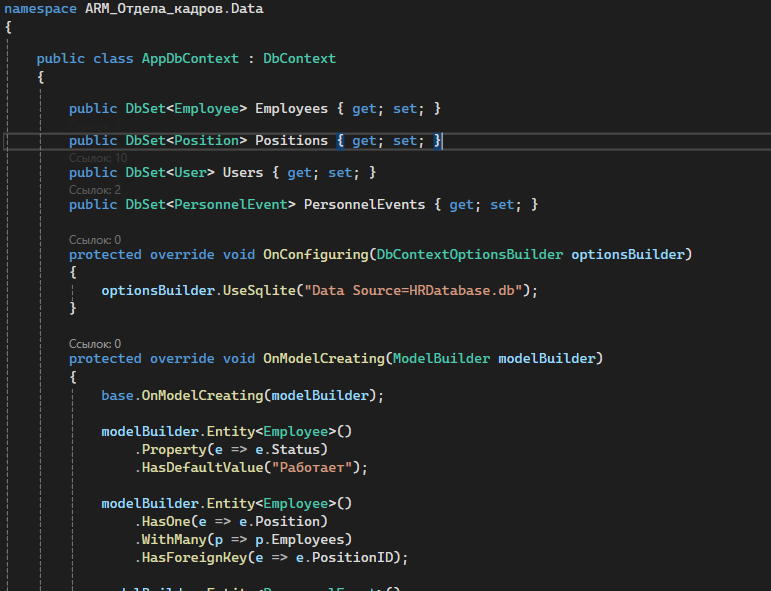 namespace ARM_Отдела_кадров.Data
{
public class AppDbContext : DbContext
{
public DbSet<Employee> Employees { get; set; }
public DbSet<Position> Positions { get; set; }
Ссылок: 10
public DbSet<User> Users { get; set; }
Ссылок: 2
public DbSet<PersonnelEvent> PersonnelEvents { get; set; }
Ссылок: 0
protected override void OnConfiguring(DbContextOptionsBuilder optionsBuilder)
{
optionsBuilder.UseSqlite("Data Source=HRDatabase.db");
}
Ссылок: 0
protected override void OnModelCreating(ModelBuilder modelBuilder)
{
base.OnModelCreating(modelBuilder);
modelBuilder.Entity<Employee>()
.Property(e => e.Status)
.HasDefaultValue("Работает");
modelBuilder.Entity<Employee>()
.HasOne(e => e.Position)
.WithMany(p => p.Employees)
.HasForeignKey(e => e.PositionID);
modelBuilder.Entity<PersonnelEvent>()